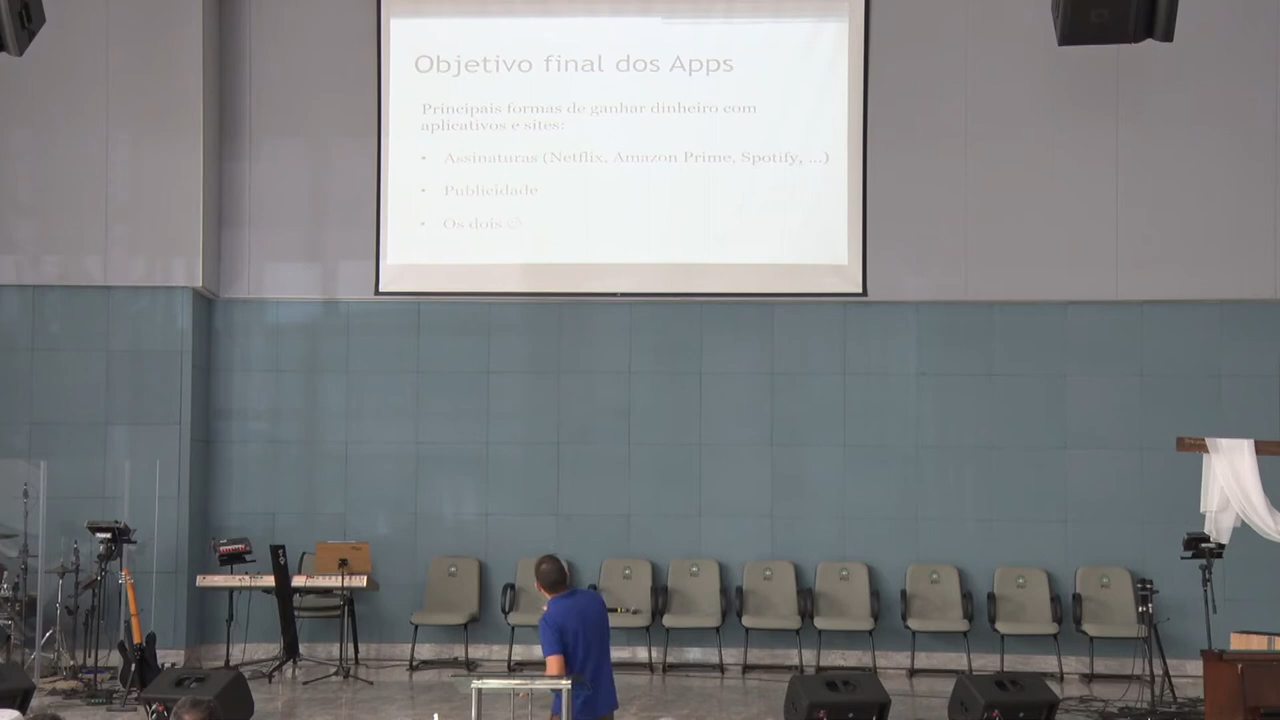 Objetivo final dos Apps
Principais formas de ganhar dinheiro com
aplicativos e sites:
• Assinaturas (Netflix, Amazon Prime, Spotify, ...)
• Publicidade
• Os dois ☺